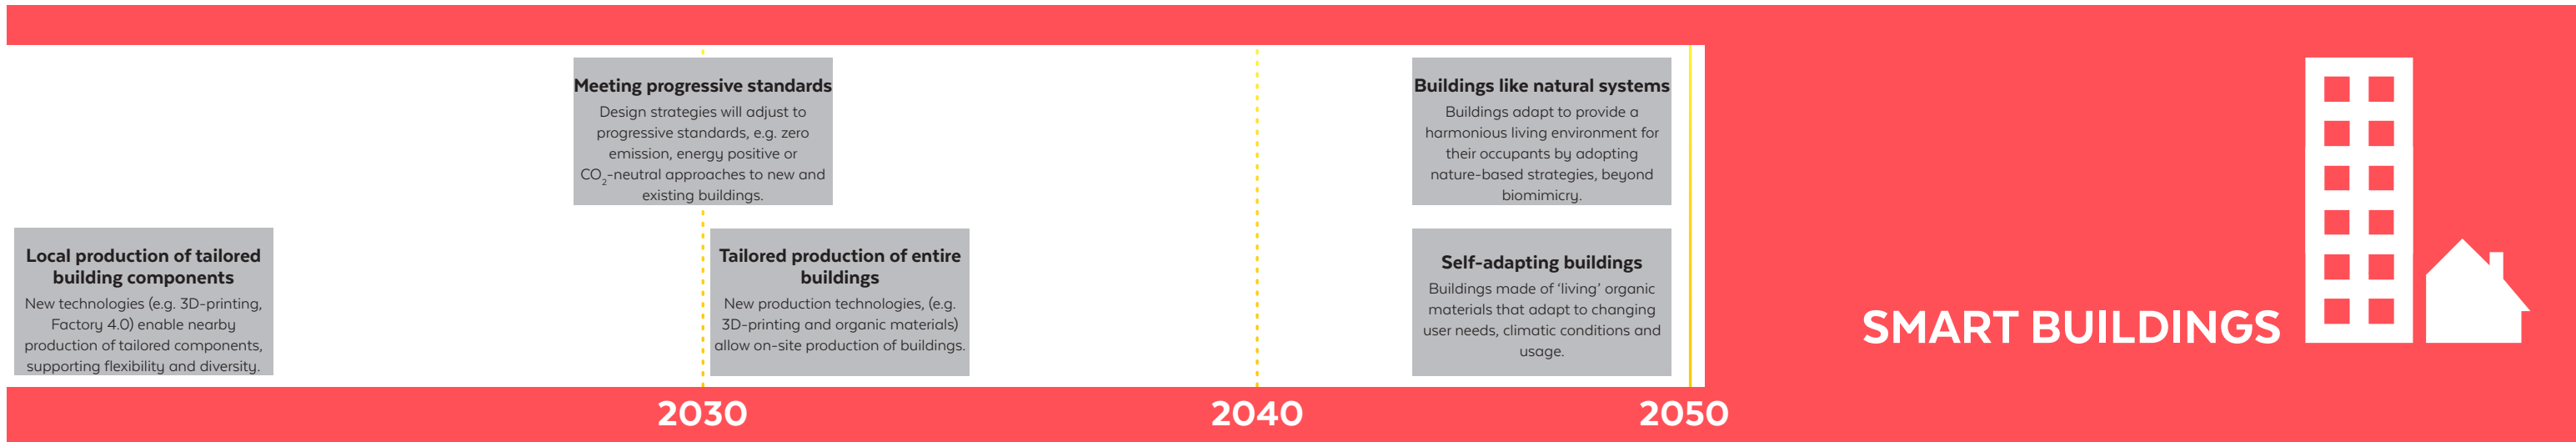 Meeting progressive standards
Design strategies will adjust to
progressive standards, e.g. zero
emission, energy positive or
CO₂-neutral approaches to new and
existing buildings.
Buildings like natural systems
Buildings adapt to provide a
harmonious living environment for
their occupants by adopting
nature-based strategies, beyond
biomimicry.
Local production of tailored
building components
New technologies (e.g. 3D-printing,
Factory 4.0) enable nearby
production of tailored components,
supporting flexibility and diversity.
Tailored production of entire
buildings
New production technologies, (e.g.
3D-printing and organic materials)
allow on-site production of buildings.
Self-adapting buildings
Buildings made of ‘living’ organic
materials that adapt to changing
user needs, climatic conditions and
usage.
SMART BUILDINGS
2030
2040
2050